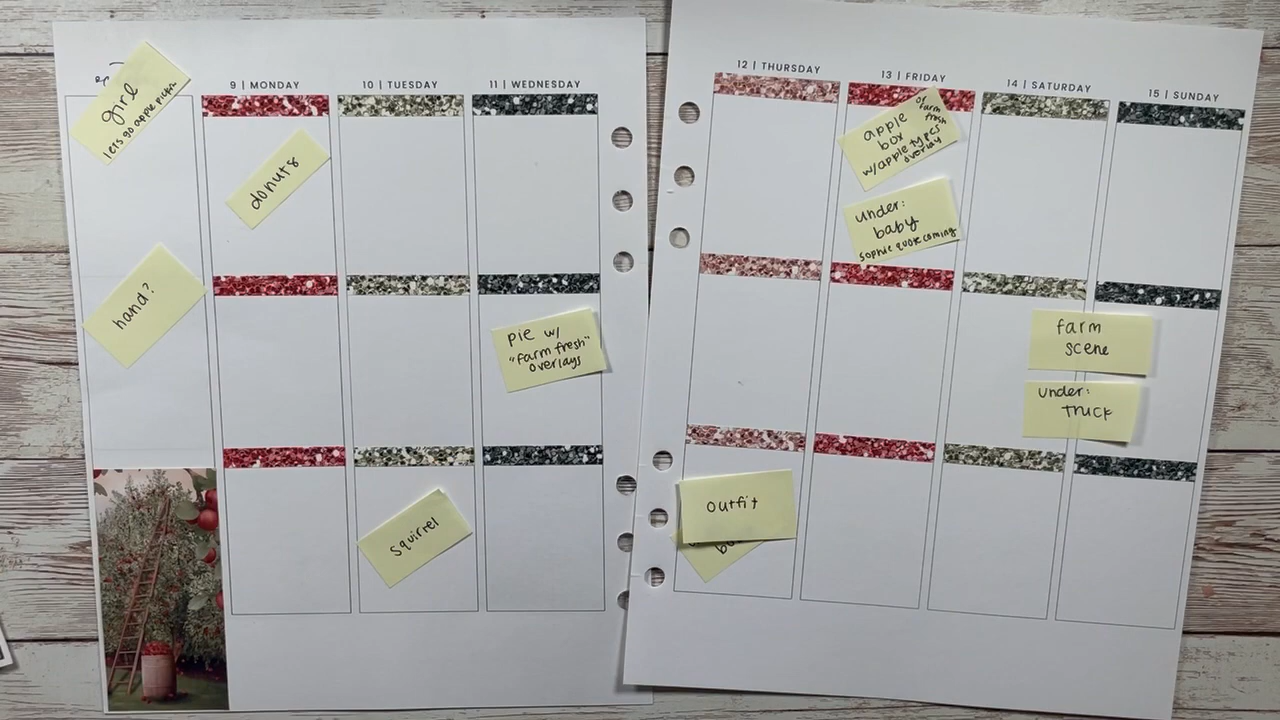 girl
lets go apple pickin
9 | MONDAY
10 | TUESDAY
11 | WEDNESDAY
donuts
hand?
pie w/
"farm fresh"
overlays
squirrel
12 | THURSDAY
13 | FRIDAY
14 | SATURDAY
15 | SUNDAY
apple
box
w/apple types
overlay
or
farm
fresh
under:
baby
sophie quote coming
farm
scene
under:
truck
outfit